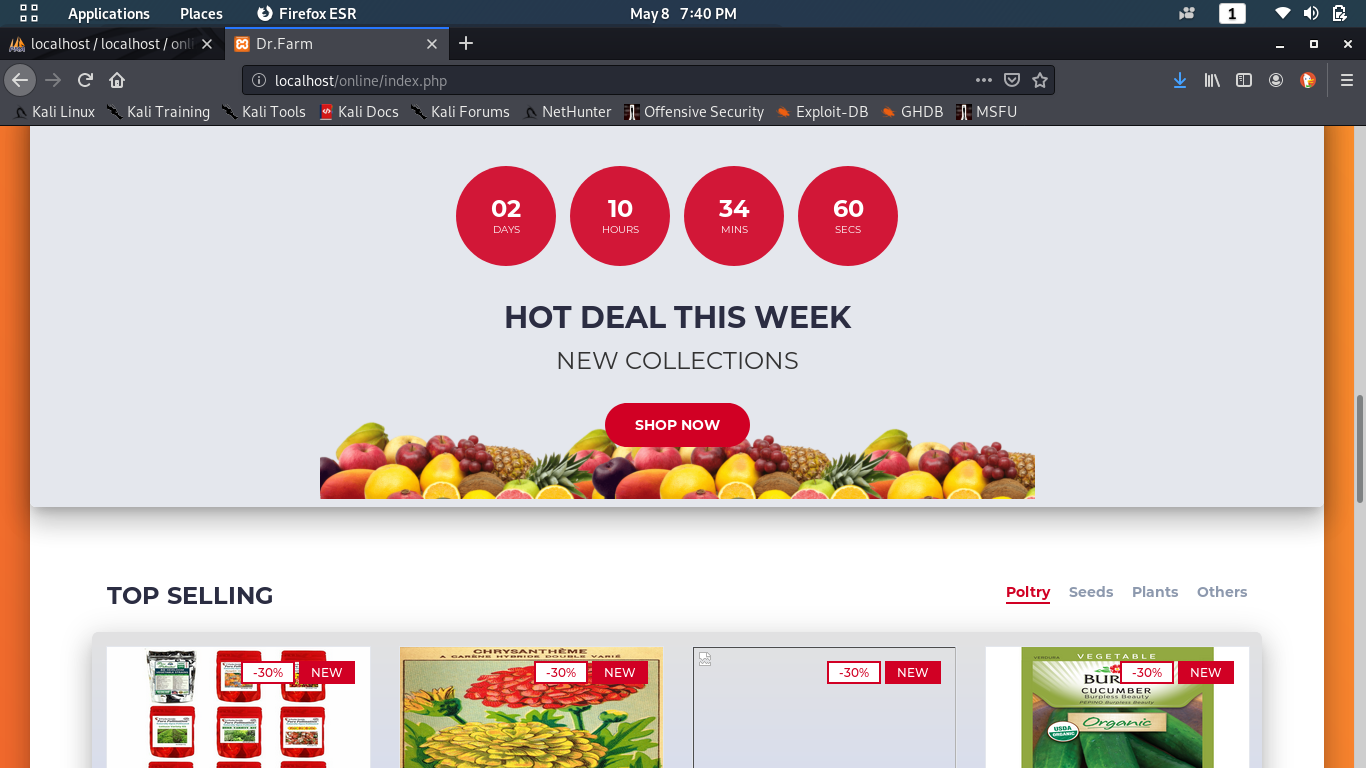 Applications Places Firefox ESR May 8 7:40 PM 1
localhost / localhost / onl
Dr.Farm
localhost/online/index.php
Kali Linux Kali Training Kali Tools Kali Docs Kali Forums NetHunter Offensive Security Exploit-DB GHDB MSFU
02 10 34 60
DAYS HOURS MINS SECS
HOT DEAL THIS WEEK
NEW COLLECTIONS
SHOP NOW
TOP SELLING Poltry Seeds Plants Others
-30% NEW
CHRYSANTHÈME
A CARÈNE HYBRIDE DOUBLE VARIÉ
-30% NEW
-30% NEW
VEGETABLE
BUR
-30% NEW
CUCUMBER
Burpless Beauty
PEPINO Burpless Beauty
Organic
USDA
ORGANIC